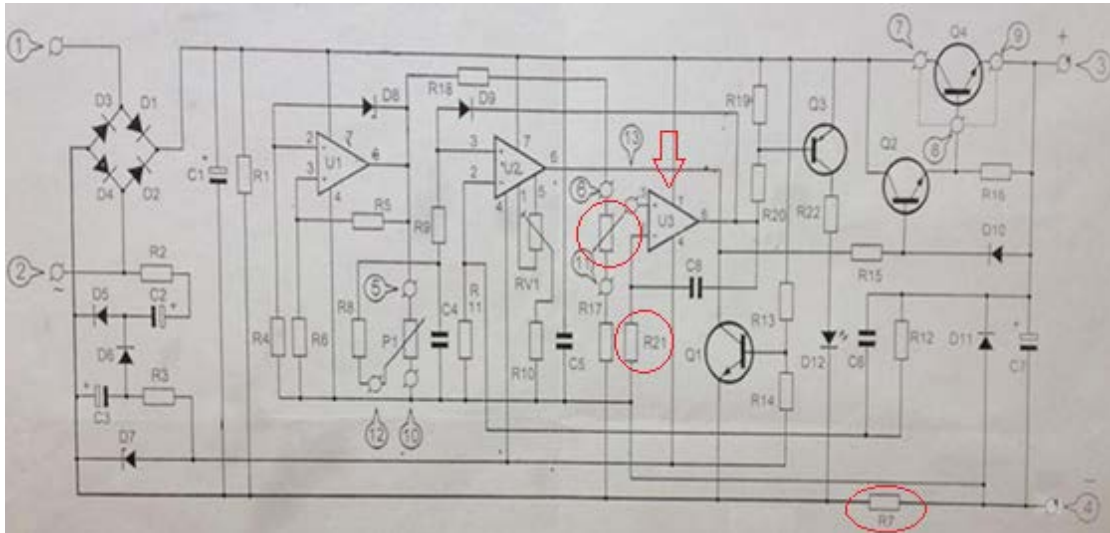 1
D3
D1
D4
D2
2
~
R2
D5
C2
+
D6
+
C3
R3
D7
+
C1
R1
R4
R6
2
-
3
+
U1
7
6
4
D8
R5
R8
P1
5
12
10
R18
D9
R9
C4
R
11
3
+
2
-
U2
7
6
4
1
5
RV1
R10
C5
6
11
R17
13
3
+
2
-
U3
7
6
4
R21
C8
R19
R20
Q1
R13
R14
Q3
R22
D12
Q2
R15
C6
R12
D10
D11
R16
7
Q4
9
8
+
3
+
C7
R7
-
4